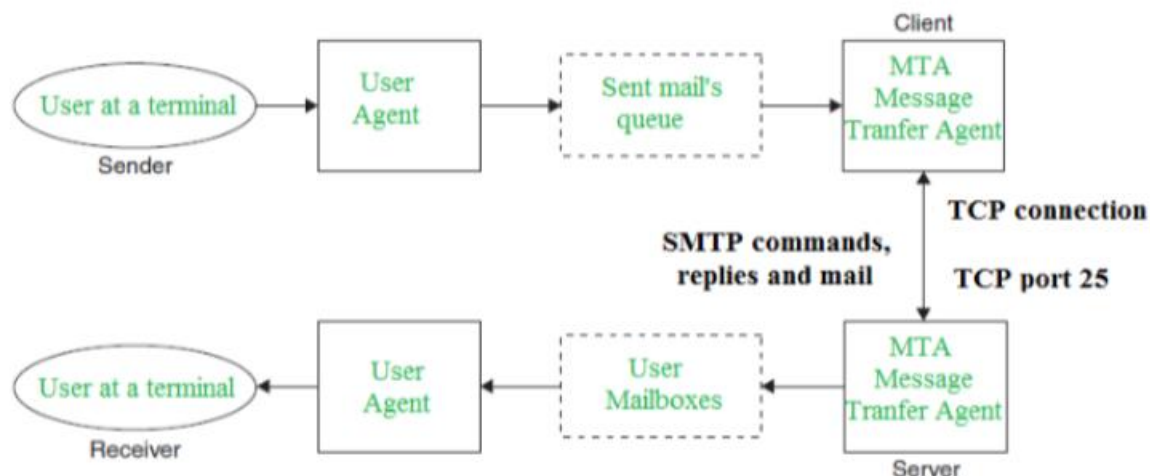 Client
User at a terminal
Sender
User
Agent
Sent mail's
queue
MTA
Message
Tranfer Agent
SMTP commands,
replies and mail
TCP connection
TCP port 25
User at a terminal
Receiver
User
Agent
User
Mailboxes
MTA
Message
Tranfer Agent
Server